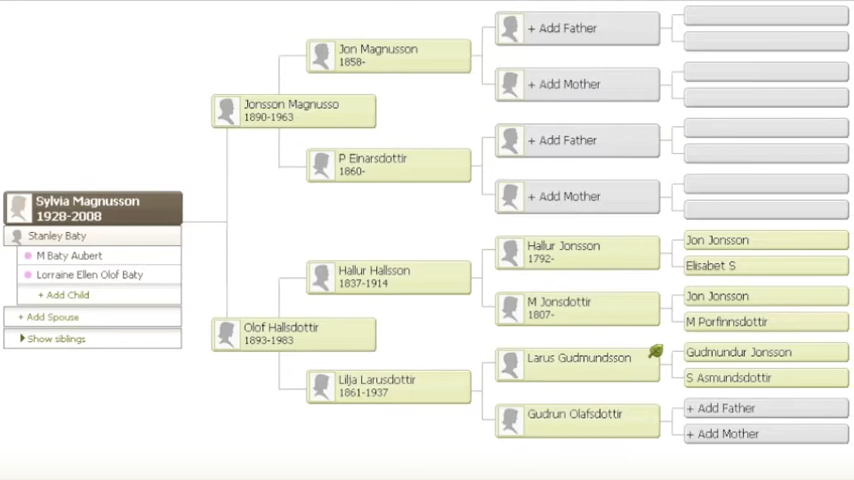 Sylvia Magnusson
1928-2008
Stanley Baty
M Baty Aubert
Lorraine Ellen Olof Baty
+ Add Child
+ Add Spouse
Show siblings
Jonsson Magnusso
1890-1963
Olof Hallsdottir
1893-1983
Jon Magnusson
1858-
P Einarsdottir
1860-
Hallur Hallsson
1837-1914
Lilja Larusdottir
1861-1937
+ Add Father
+ Add Mother
+ Add Father
+ Add Mother
Hallur Jonsson
1792-
M Jonsdottir
1807-
Larus Gudmundsson
Gudrun Olafsdottir
Jon Jonsson
Elisabet S
Jon Jonsson
M Porfinnsdottir
Gudmundur Jonsson
S Asmundsdottir
+ Add Father
+ Add Mother